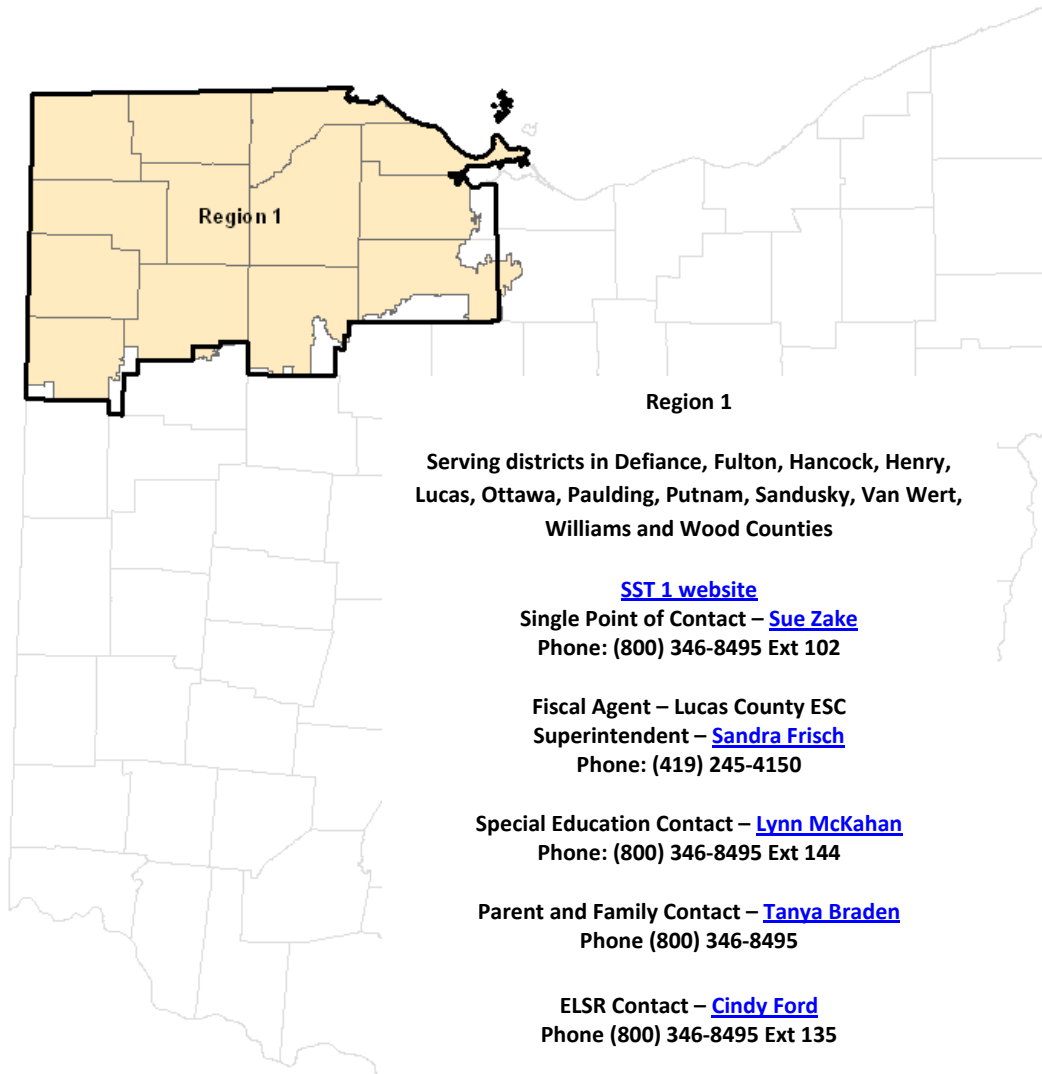 Region 1
Region 1
Serving districts in Defiance, Fulton, Hancock, Henry,
Lucas, Ottawa, Paulding, Putnam, Sandusky, Van Wert,
Williams and Wood Counties
SST 1 website
Single Point of Contact – Sue Zake
Phone: (800) 346-8495 Ext 102
Fiscal Agent – Lucas County ESC
Superintendent – Sandra Frisch
Phone: (419) 245-4150
Special Education Contact – Lynn McKahan
Phone: (800) 346-8495 Ext 144
Parent and Family Contact – Tanya Braden
Phone (800) 346-8495
ELSR Contact – Cindy Ford
Phone (800) 346-8495 Ext 135